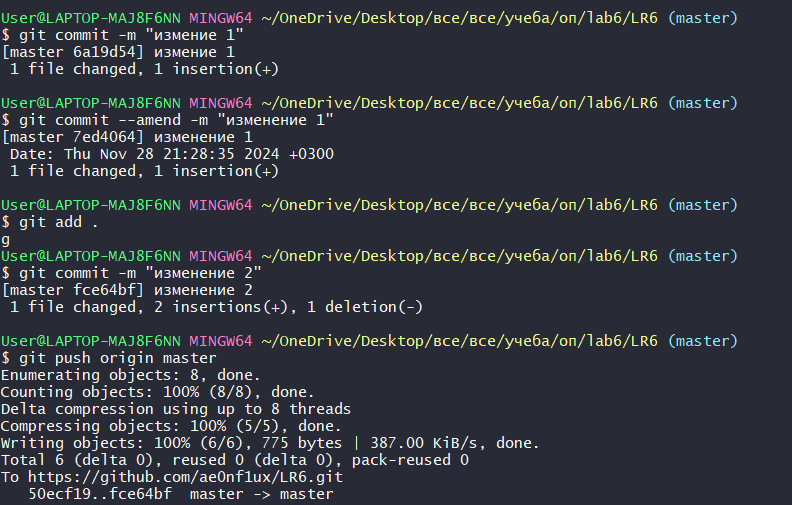 User@LAPTOP-MAJ8F6NN MINGW64 ~/OneDrive/Desktop/все/все/учеба/оп/lab6/LR6 (master)
$ git commit -m "измение 1"
[master 6a19d54] измение 1
 1 file changed, 1 insertion(+)
User@LAPTOP-MAJ8F6NN MINGW64 ~/OneDrive/Desktop/все/все/учеба/оп/lab6/LR6 (master)
$ git commit --amend -m "изменение 1"
[master 7ed4064] изменение 1
 Date: Thu Nov 28 21:28:35 2024 +0300
 1 file changed, 1 insertion(+)
User@LAPTOP-MAJ8F6NN MINGW64 ~/OneDrive/Desktop/все/все/учеба/оп/lab6/LR6 (master)
$ git add .
g
User@LAPTOP-MAJ8F6NN MINGW64 ~/OneDrive/Desktop/все/все/учеба/оп/lab6/LR6 (master)
$ git commit -m "изменение 2"
[master fce64bf] изменение 2
 1 file changed, 2 insertions(+), 1 deletion(-)
User@LAPTOP-MAJ8F6NN MINGW64 ~/OneDrive/Desktop/все/все/учеба/оп/lab6/LR6 (master)
$ git push origin master
Enumerating objects: 8, done.
Counting objects: 100% (8/8), done.
Delta compression using up to 8 threads
Compressing objects: 100% (5/5), done.
Writing objects: 100% (6/6), 775 bytes | 387.00 KiB/s, done.
Total 6 (delta 0), reused 0 (delta 0), pack-reused 0
To https://github.com/ae0nf1ux/LR6.git
   50ecf19..fce64bf  master -> master